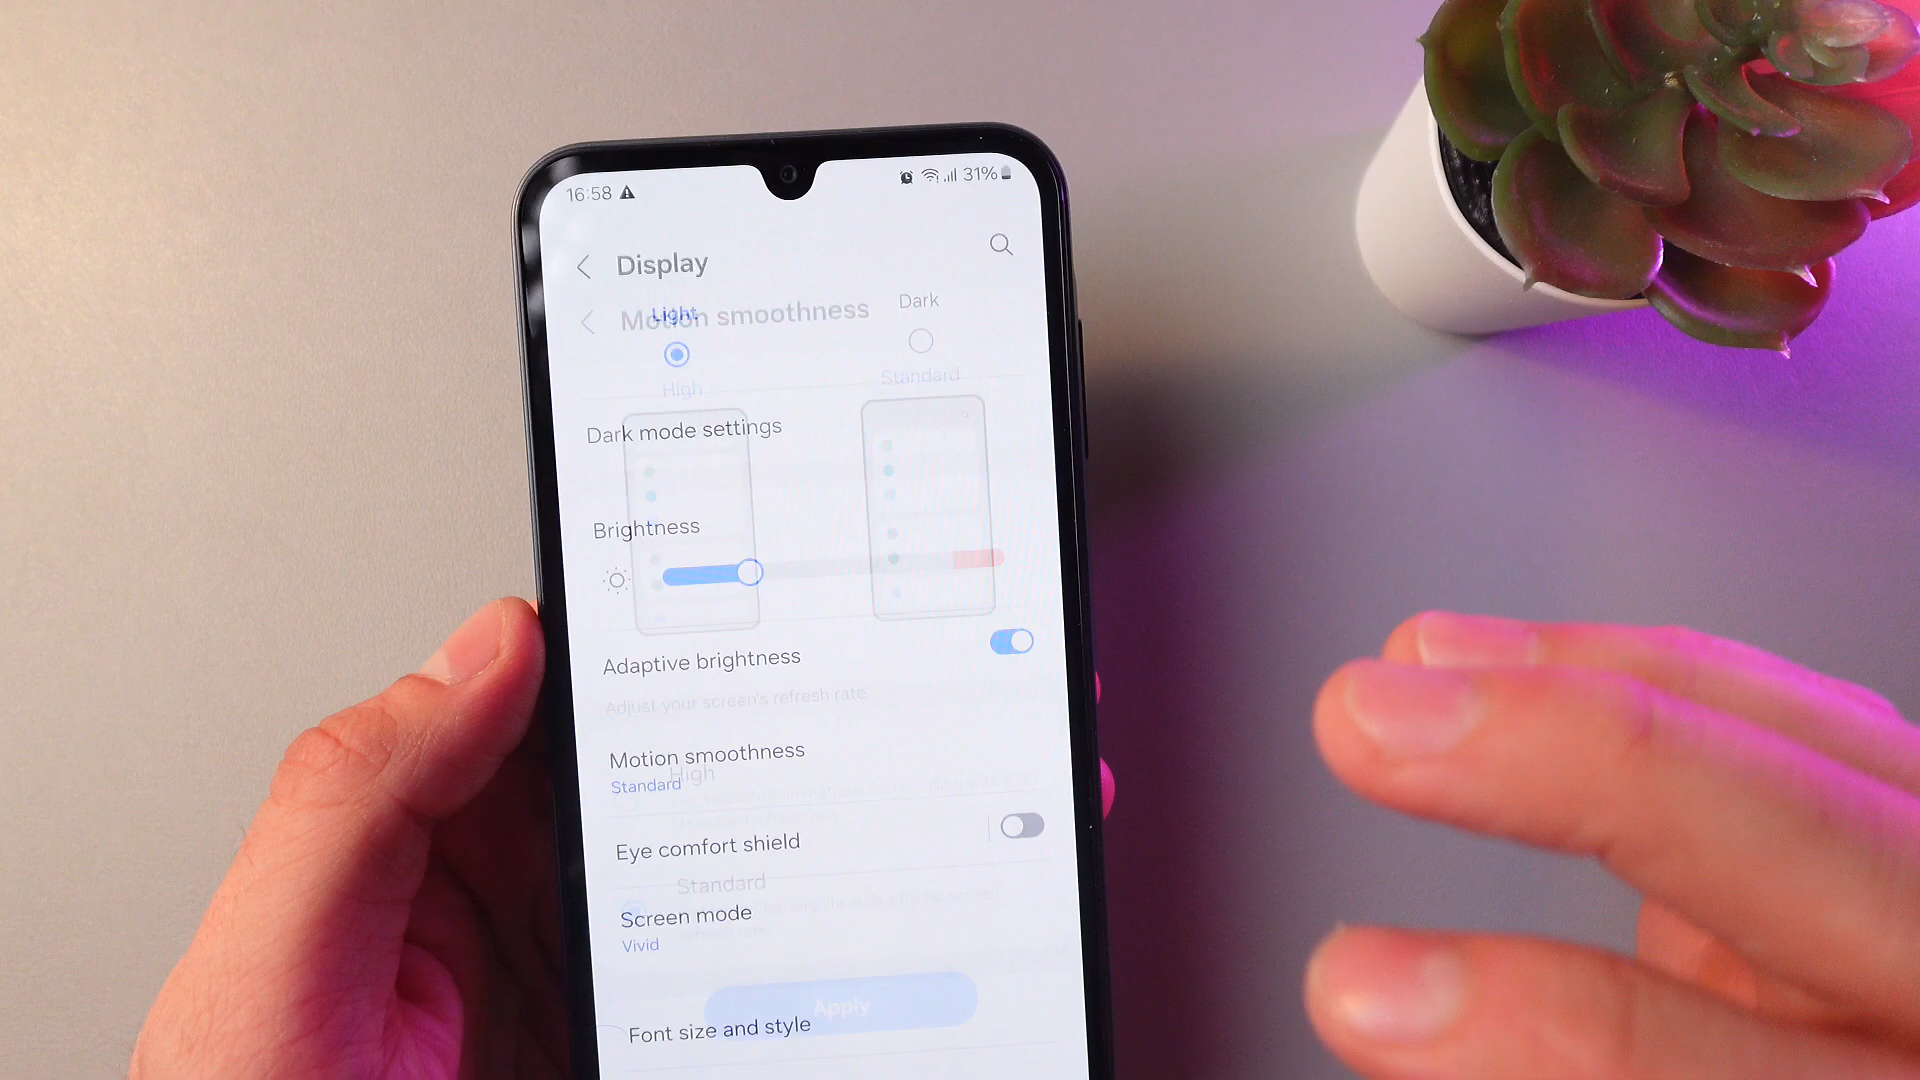 16:58
31%
Display
Motion smoothness
Light
Dark
High
Standard
Dark mode settings
Brightness
Adaptive brightness
Adjust your screen's refresh rate.
Motion smoothness
Standard
High
Eye comfort shield
Standard
Screen mode
Vivid
Apply
Font size and style